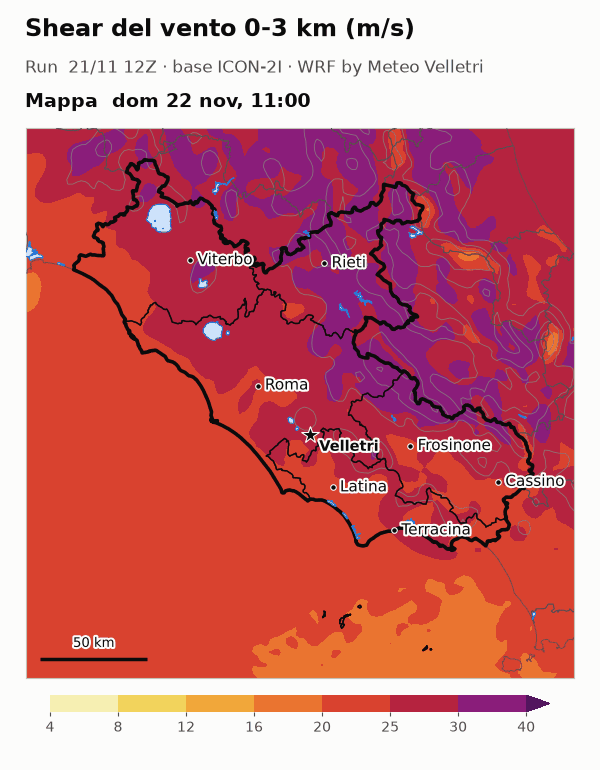 Shear del vento 0-3 km (m/s)
Run 21/11 12Z · base ICON-2I · WRF by Meteo Velletri
Mappa dom 22 nov, 11:00
Viterbo
Rieti
Roma
Velletri
Frosinone
Latina
Cassino
Terracina
50 km
4 8 12 16 20 25 30 40